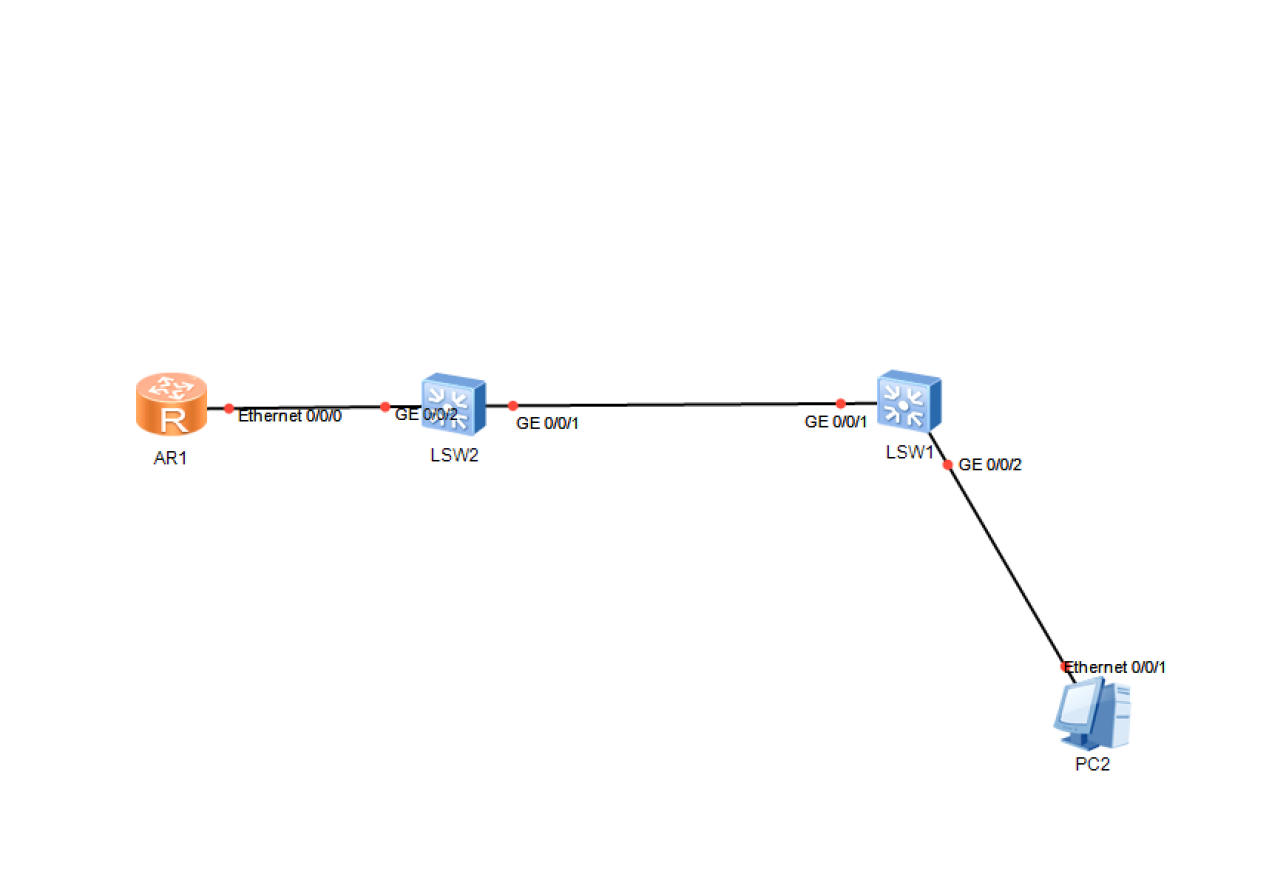 Ethernet 0/0/0
GE 0/0/2
GE 0/0/1
GE 0/0/1
AR1
LSW2
LSW1
GE 0/0/2
Ethernet 0/0/1
PC2